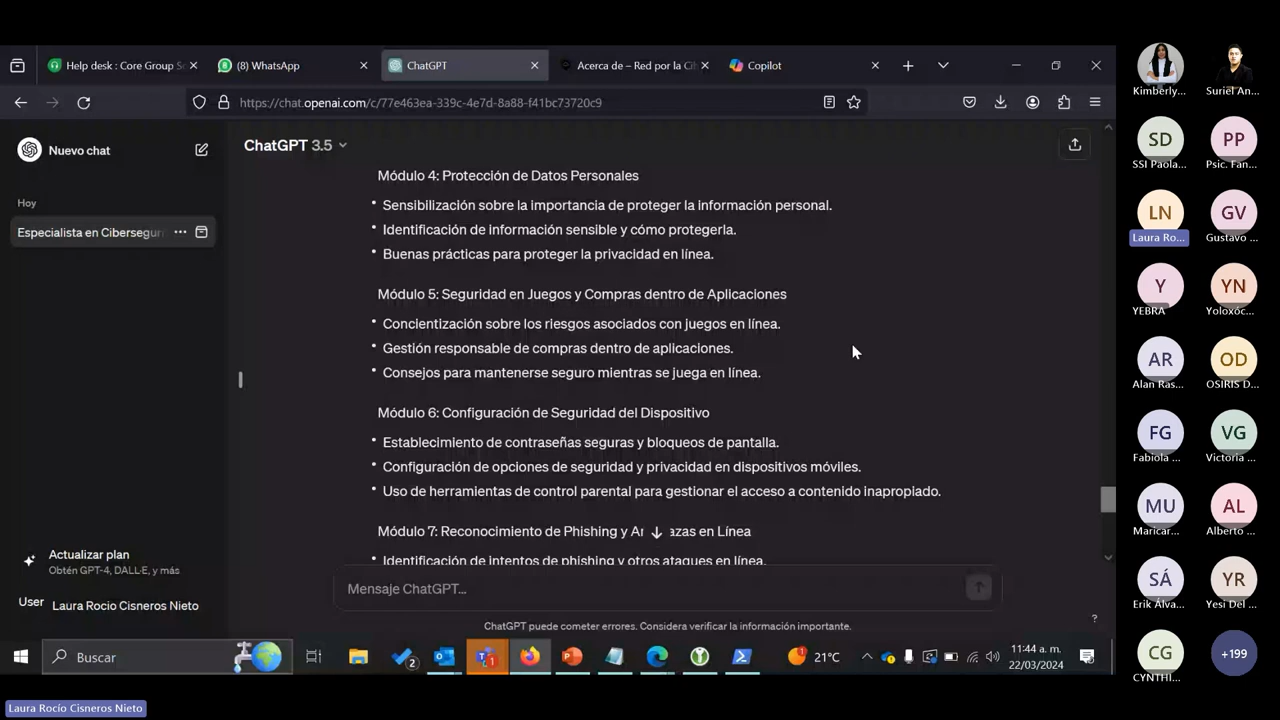 Help desk : Core Group S
(8) WhatsApp
ChatGPT
Acerca de – Red por la Ci
Copilot
https://chat.openai.com/c/77e463ea-339c-4e7d-8a88-f41bc73720c9
Nuevo chat
ChatGPT 3.5
Hoy
Especialista en Cibersegur
Módulo 4: Protección de Datos Personales
• Sensibilización sobre la importancia de proteger la información personal.
• Identificación de información sensible y cómo protegerla.
• Buenas prácticas para proteger la privacidad en línea.
Módulo 5: Seguridad en Juegos y Compras dentro de Aplicaciones
• Concientización sobre los riesgos asociados con juegos en línea.
• Gestión responsable de compras dentro de aplicaciones.
• Consejos para mantenerse seguro mientras se juega en línea.
Módulo 6: Configuración de Seguridad del Dispositivo
• Establecimiento de contraseñas seguras y bloqueos de pantalla.
• Configuración de opciones de seguridad y privacidad en dispositivos móviles.
• Uso de herramientas de control parental para gestionar el acceso a contenido inapropiado.
Módulo 7: Reconocimiento de Phishing y Am azas en Línea
• Identificación de intentos de phishing y otros ataques en línea.
Actualizar plan
Obtén GPT-4, DALL·E, y más
User
Laura Rocio Cisneros Nieto
Mensaje ChatGPT...
ChatGPT puede cometer errores. Considera verificar la información importante.
?
Buscar
2
1
1
21°C
11:44 a. m.
22/03/2024
Kimberly...
Suriel An...
SD
SSI Paola...
PP
Psic. Fan...
LN
Laura Ro...
GV
Gustavo ...
Y
YEBRA
YN
Yoloxóc...
AR
Alan Ras...
OD
OSIRIS D...
FG
Fabiola ...
VG
Victoria ...
MU
Maricar...
AL
Alberto ...
SÁ
Erik Álva...
YR
Yesi Del ...
CG
CYNTHI...
+199
Laura Rocío Cisneros Nieto